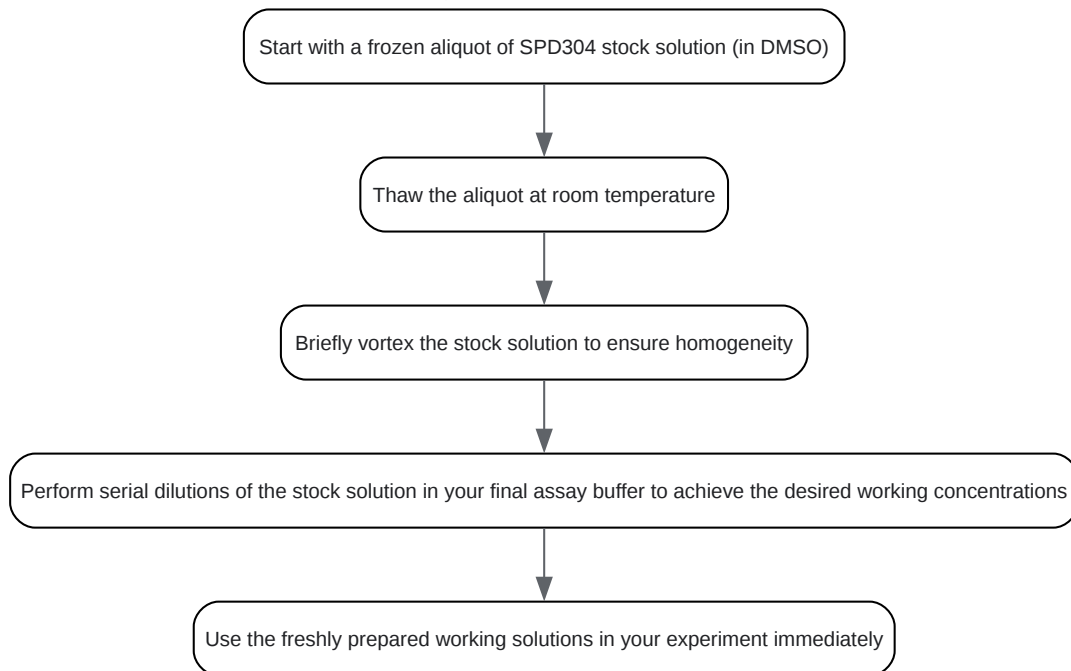 Start with a frozen aliquot of SPD304 stock solution (in DMSO)
Thaw the aliquot at room temperature
Briefly vortex the stock solution to ensure homogeneity
Perform serial dilutions of the stock solution in your final assay buffer to achieve the desired working concentrations
Use the freshly prepared working solutions in your experiment immediately